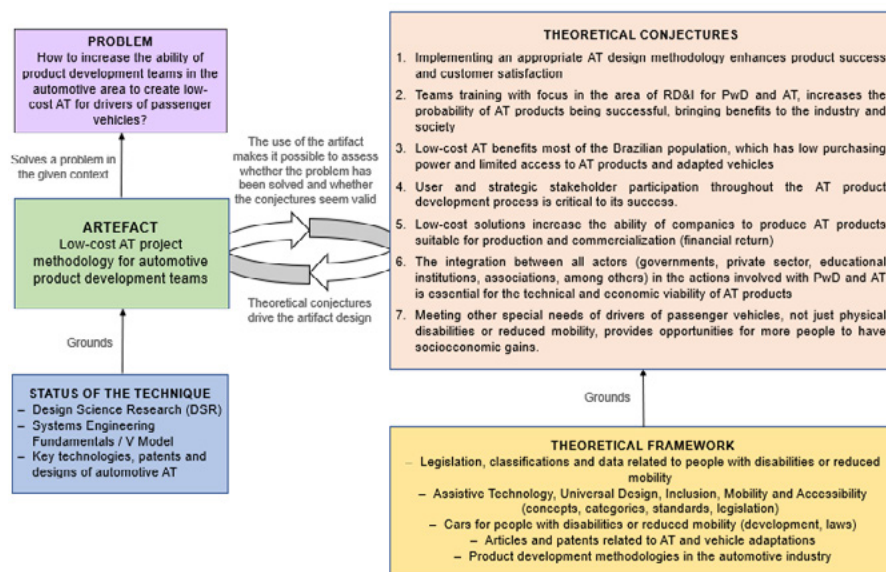 PROBLEM
How to increase the ability of
product development teams in the
automotive area to create low-
cost AT for drivers of passenger
vehicles?
Solves a problem in
the given context
ARTEFACT
Low-cost AT project
methodology for automotive
product development teams
Grounds
STATUS OF THE TECHNIQUE
– Design Science Research (DSR)
– Systems Engineering
Fundamentals / V Model
– Key technologies, patents and
designs of automotive AT
The use of the artifact
makes it possible to assess
whether the problem has
been solved and whether
the conjectures seem valid
Theoretical conjectures
drive the artifact design
THEORETICAL CONJECTURES
1. Implementing an appropriate AT design methodology enhances product success
and customer satisfaction
2. Teams training with focus in the area of RD&I for PwD and AT, increases the
probability of AT products being successful, bringing benefits to the industry and
society
3. Low-cost AT benefits most of the Brazilian population, which has low purchasing
power and limited access to AT products and adapted vehicles
4. User and strategic stakeholder participation throughout the AT product
development process is critical to its success.
5. Low-cost solutions increase the ability of companies to produce AT products
suitable for production and commercialization (financial return)
6. The integration between all actors (governments, private sector, educational
institutions, associations, among others) in the actions involved with PwD and AT
is essential for the technical and economic viability of AT products
7. Meeting other special needs of drivers of passenger vehicles, not just physical
disabilities or reduced mobility, provides opportunities for more people to have
socioeconomic gains.
Grounds
THEORETICAL FRAMEWORK
– Legislation, classifications and data related to people with disabilities or reduced
mobility
– Assistive Technology, Universal Design, Inclusion, Mobility and Accessibility
(concepts, categories, standards, legislation)
– Cars for people with disabilities or reduced mobility (development, laws)
– Articles and patents related to AT and vehicle adaptations
– Product development methodologies in the automotive industry